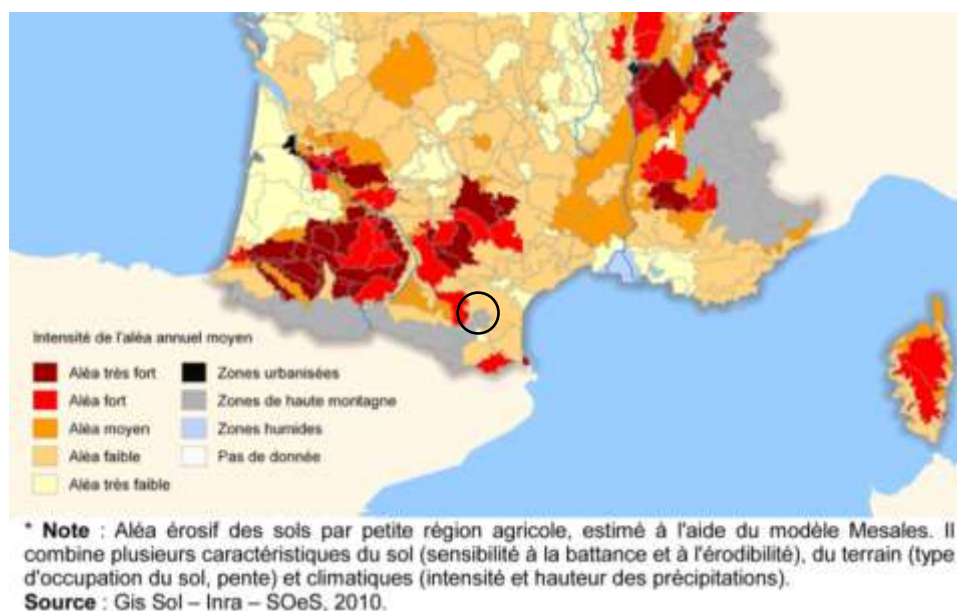 Intensité de l'aléa annuel moyen
Aléa très fort
Aléa fort
Aléa moyen
Aléa faible
Aléa très faible
Zones urbanisées
Zones de haute montagne
Zones humides
Pas de donnée
* Note : Aléa érosif des sols par petite région agricole, estimé à l'aide du modèle Mesales. Il
combine plusieurs caractéristiques du sol (sensibilité à la battance et à l'érodibilité), du terrain (type
d'occupation du sol, pente) et climatiques (intensité et hauteur des précipitations).
Source : Gis Sol – Inra – SOeS, 2010.